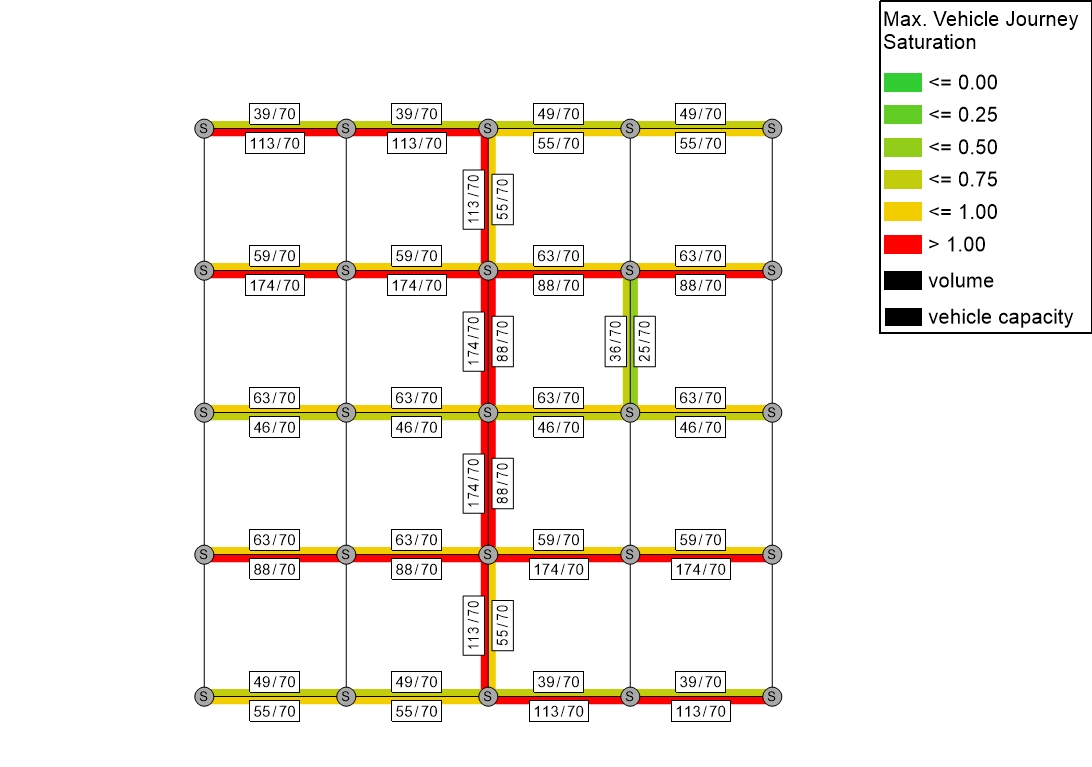 Max. Vehicle Journey
Saturation
<= 0.00
<= 0.25
<= 0.50
<= 0.75
<= 1.00
> 1.00
volume
vehicle capacity
39/70 39/70 49/70 49/70
S S S S S
113/70 113/70 55/70 55/70
113/70 55/70
59/70 59/70 63/70 63/70
S S S S S
174/70 174/70 88/70 88/70
174/70 88/70 36/70 25/70
63/70 63/70 63/70 63/70
S S S S S
46/70 46/70 46/70 46/70
174/70 88/70
63/70 63/70 59/70 59/70
S S S S S
88/70 88/70 174/70 174/70
113/70 55/70
49/70 49/70 39/70 39/70
S S S S S
55/70 55/70 113/70 113/70